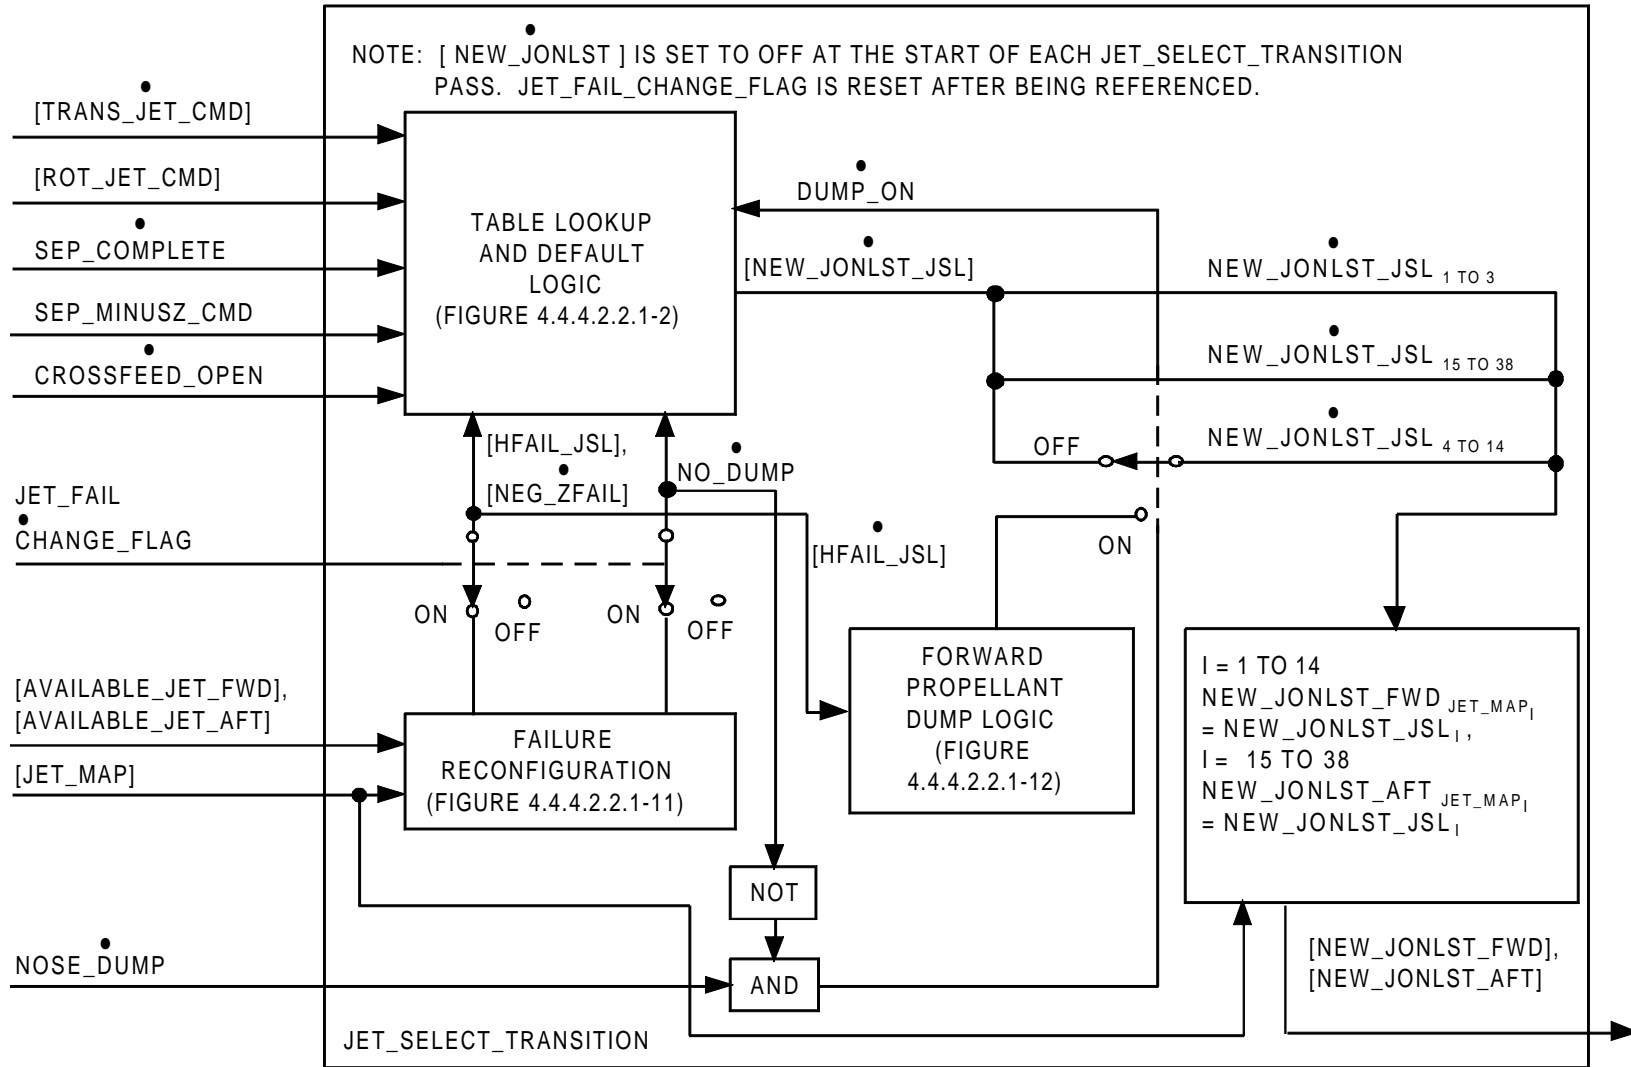 NOTE: [ NEW_JONLST ] IS SET TO OFF AT THE START OF EACH JET_SELECT_TRANSITION
PASS. JET_FAIL_CHANGE_FLAG IS RESET AFTER BEING REFERENCED.
[TRANS_JET_CMD]
[ROT_JET_CMD]
SEP_COMPLETE
SEP_MINUSZ_CMD
CROSSFEED_OPEN
TABLE LOOKUP
AND DEFAULT
LOGIC
(FIGURE 4.4.4.2.2.1-2)
DUMP_ON
[NEW_JONLST_JSL]
NEW_JONLST_JSL 1 TO 3
NEW_JONLST_JSL 15 TO 38
NEW_JONLST_JSL 4 TO 14
OFF
[HFAIL_JSL],
[NEG_ZFAIL]
NO_DUMP
JET_FAIL
CHANGE_FLAG
[HFAIL_JSL]
ON
ON
OFF
ON
OFF
[AVAILABLE_JET_FWD],
[AVAILABLE_JET_AFT]
[JET_MAP]
FAILURE
RECONFIGURATION
(FIGURE 4.4.4.2.2.1-11)
FORWARD
PROPELLANT
DUMP LOGIC
(FIGURE
4.4.4.2.2.1-12)
I = 1 TO 14
NEW_JONLST_FWD JET_MAP I
= NEW_JONLST_JSL I ,
I = 15 TO 38
NEW_JONLST_AFT JET_MAP I
= NEW_JONLST_JSL I
NOT
AND
NOSE_DUMP
[NEW_JONLST_FWD],
[NEW_JONLST_AFT]
JET_SELECT_TRANSITION